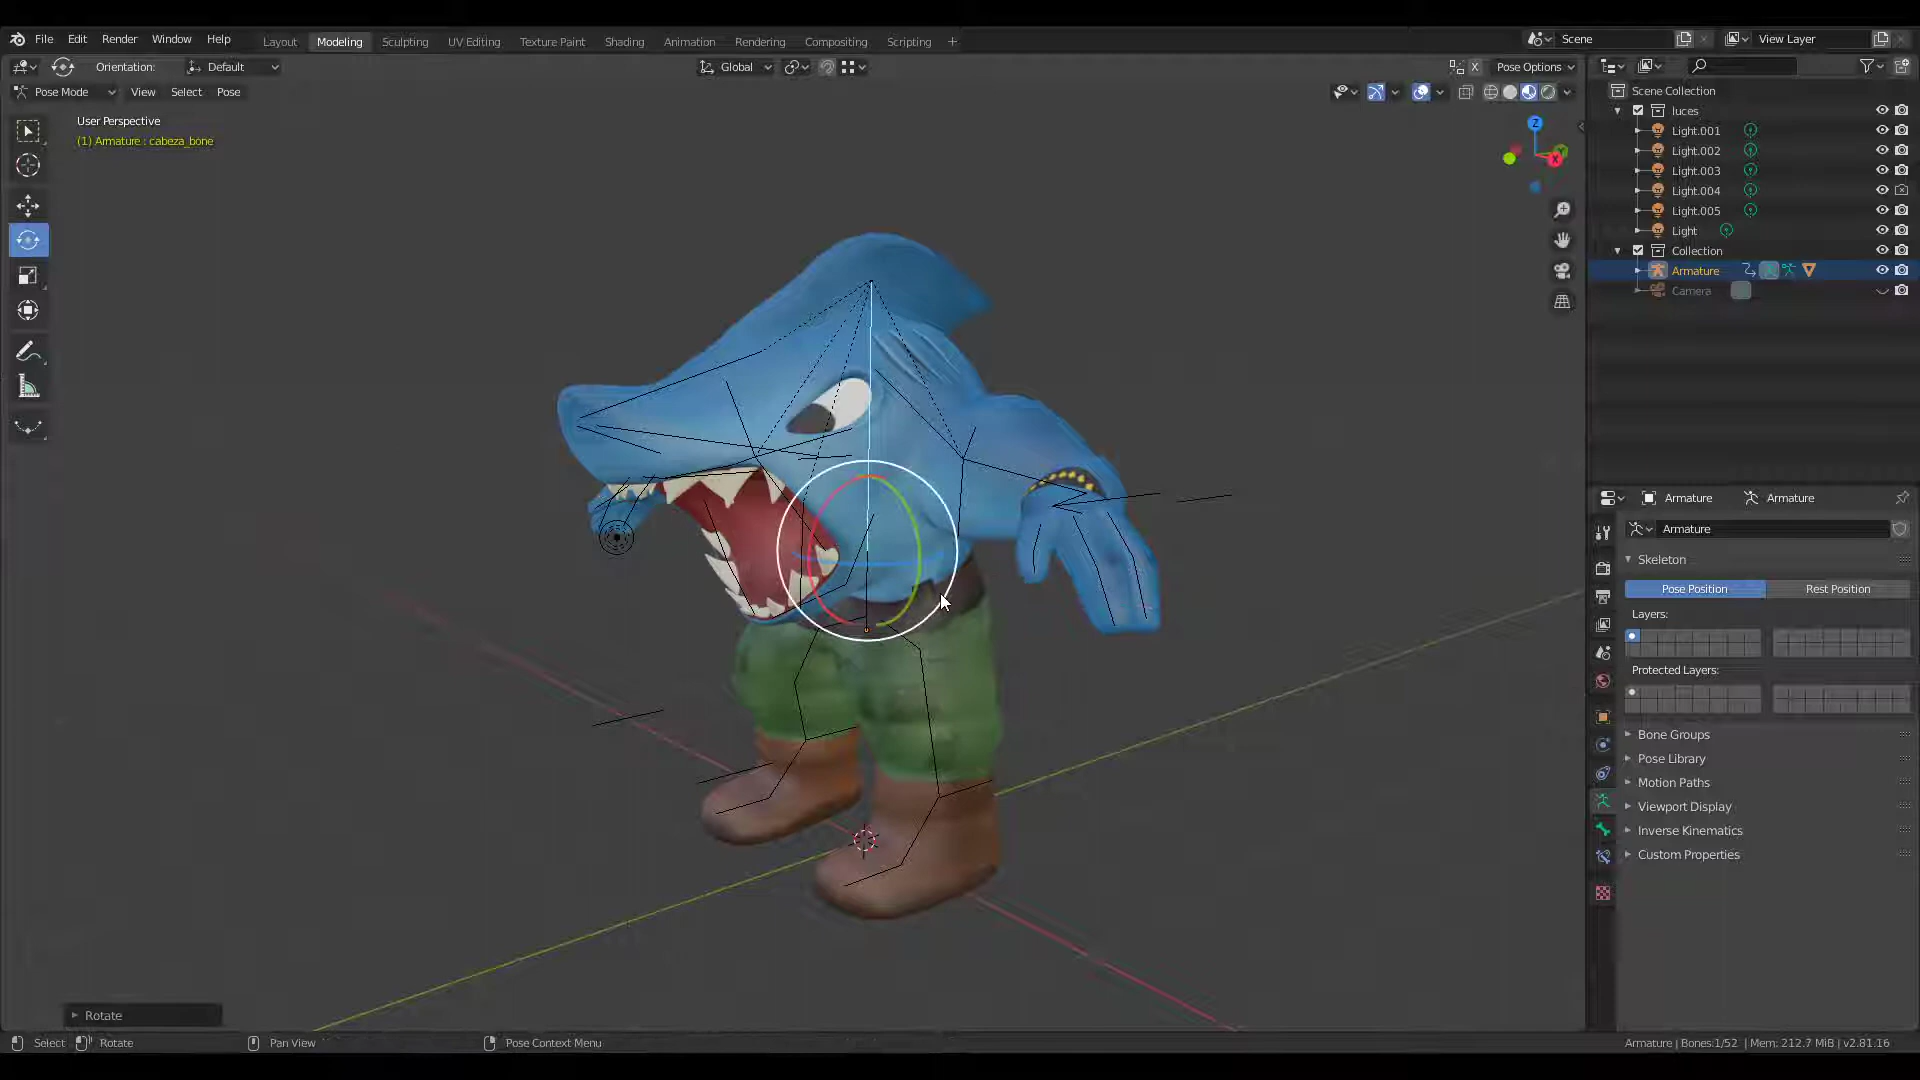 File Edit Render Window Help
Layout Modeling Sculpting UV Editing Texture Paint Shading Animation Rendering Compositing Scripting +
Scene
View Layer
Orientation: Default
Global
X Pose Options
Pose Mode View Select Pose
User Perspective
(1) Armature : cabeza_bone
Z
X
Scene Collection
luces
Light.001
Light.002
Light.003
Light.004
Light.005
Light
Collection
Armature
Camera
Armature Armature
Armature
Skeleton
Pose Position Rest Position
Layers:
Protected Layers:
Bone Groups
Pose Library
Motion Paths
Viewport Display
Inverse Kinematics
Custom Properties
Rotate
Select Rotate Pan View Pose Context Menu
Armature | Bones:1/52 | Mem: 212.7 MiB | v2.81.16